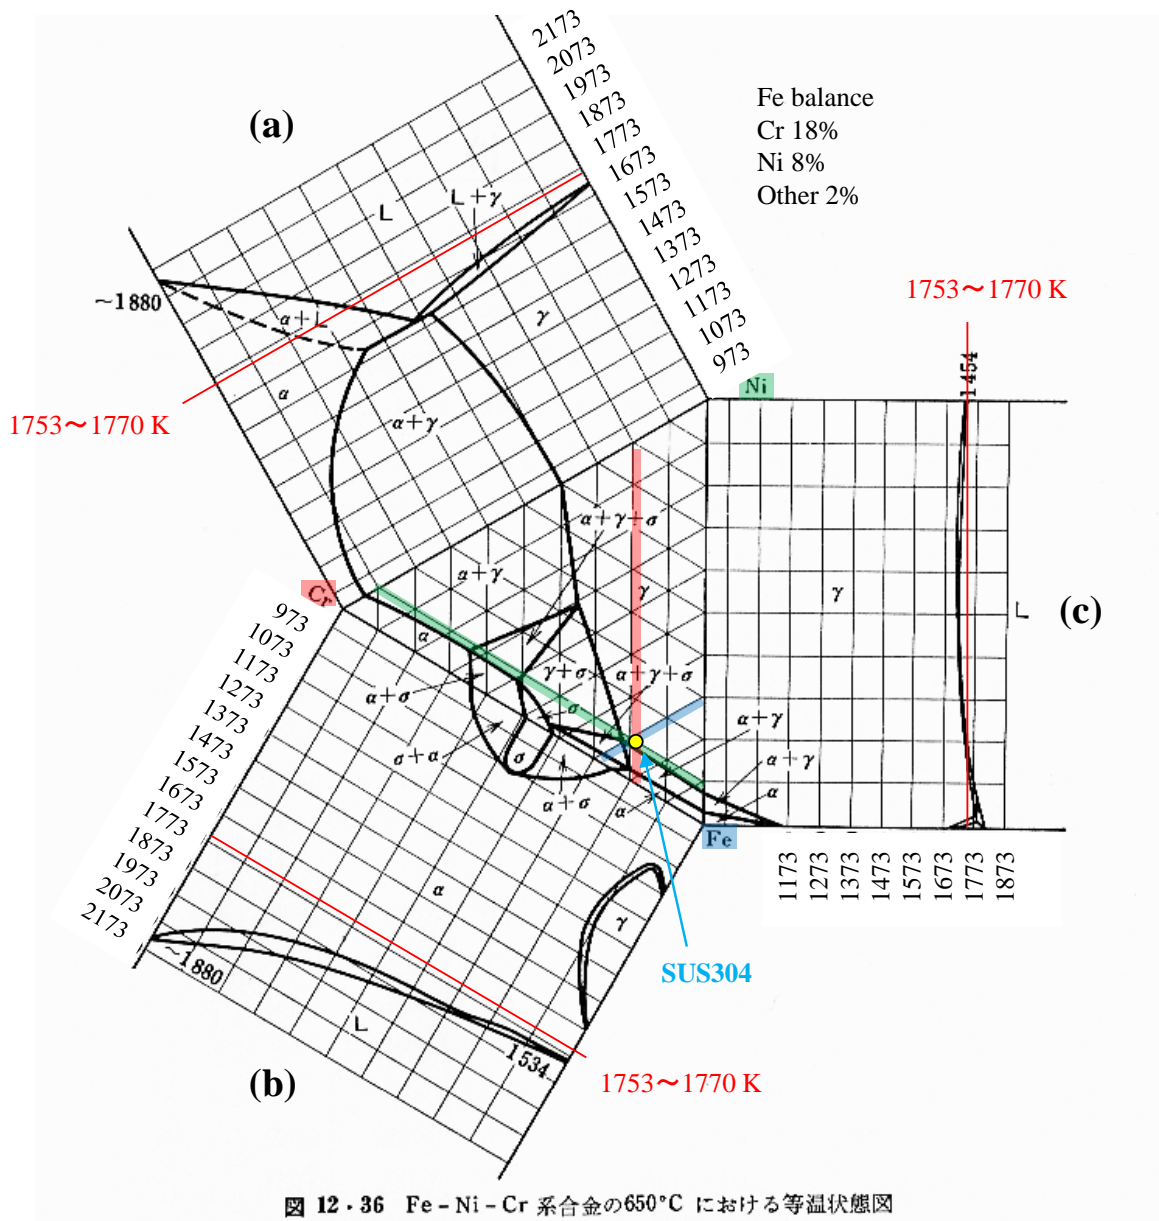 2173
2073
1973
1873
1773
1673
1573
1473
1373
1273
1173
1073
973
(a)
Fe balance
Cr 18%
Ni 8%
Other 2%
L
L+γ
~1880
α+L
α
γ
α+γ
1753～1770 K
1753～1770 K
1454
Ni
α+γ+σ
α+γ
γ
γ
L
(c)
Cr
α
973
1073
1173
1273
1373
1473
1573
1673
1773
1873
1973
2073
2173
α+σ
γ+σ
α+γ+σ
σ
α+γ
σ+α
σ
α+γ
α+σ
α
α
Fe
1173
1273
1373
1473
1573
1673
1773
1873
α
γ
SUS304
~1880
L
1534
(b)
1753～1770 K
図 12・36 Fe-Ni-Cr 系合金の650°C における等温状態図